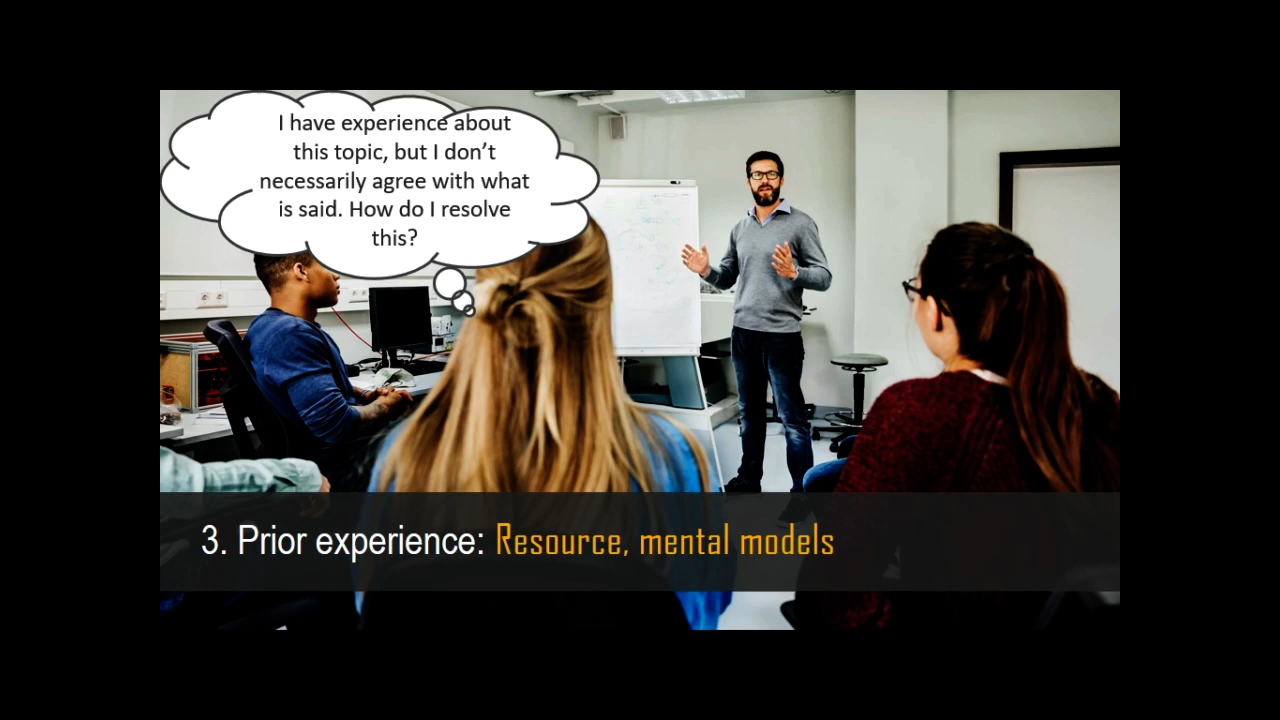 I have experience about
this topic, but I don’t
necessarily agree with what
is said. How do I resolve
this?
3. Prior experience: Resource, mental models